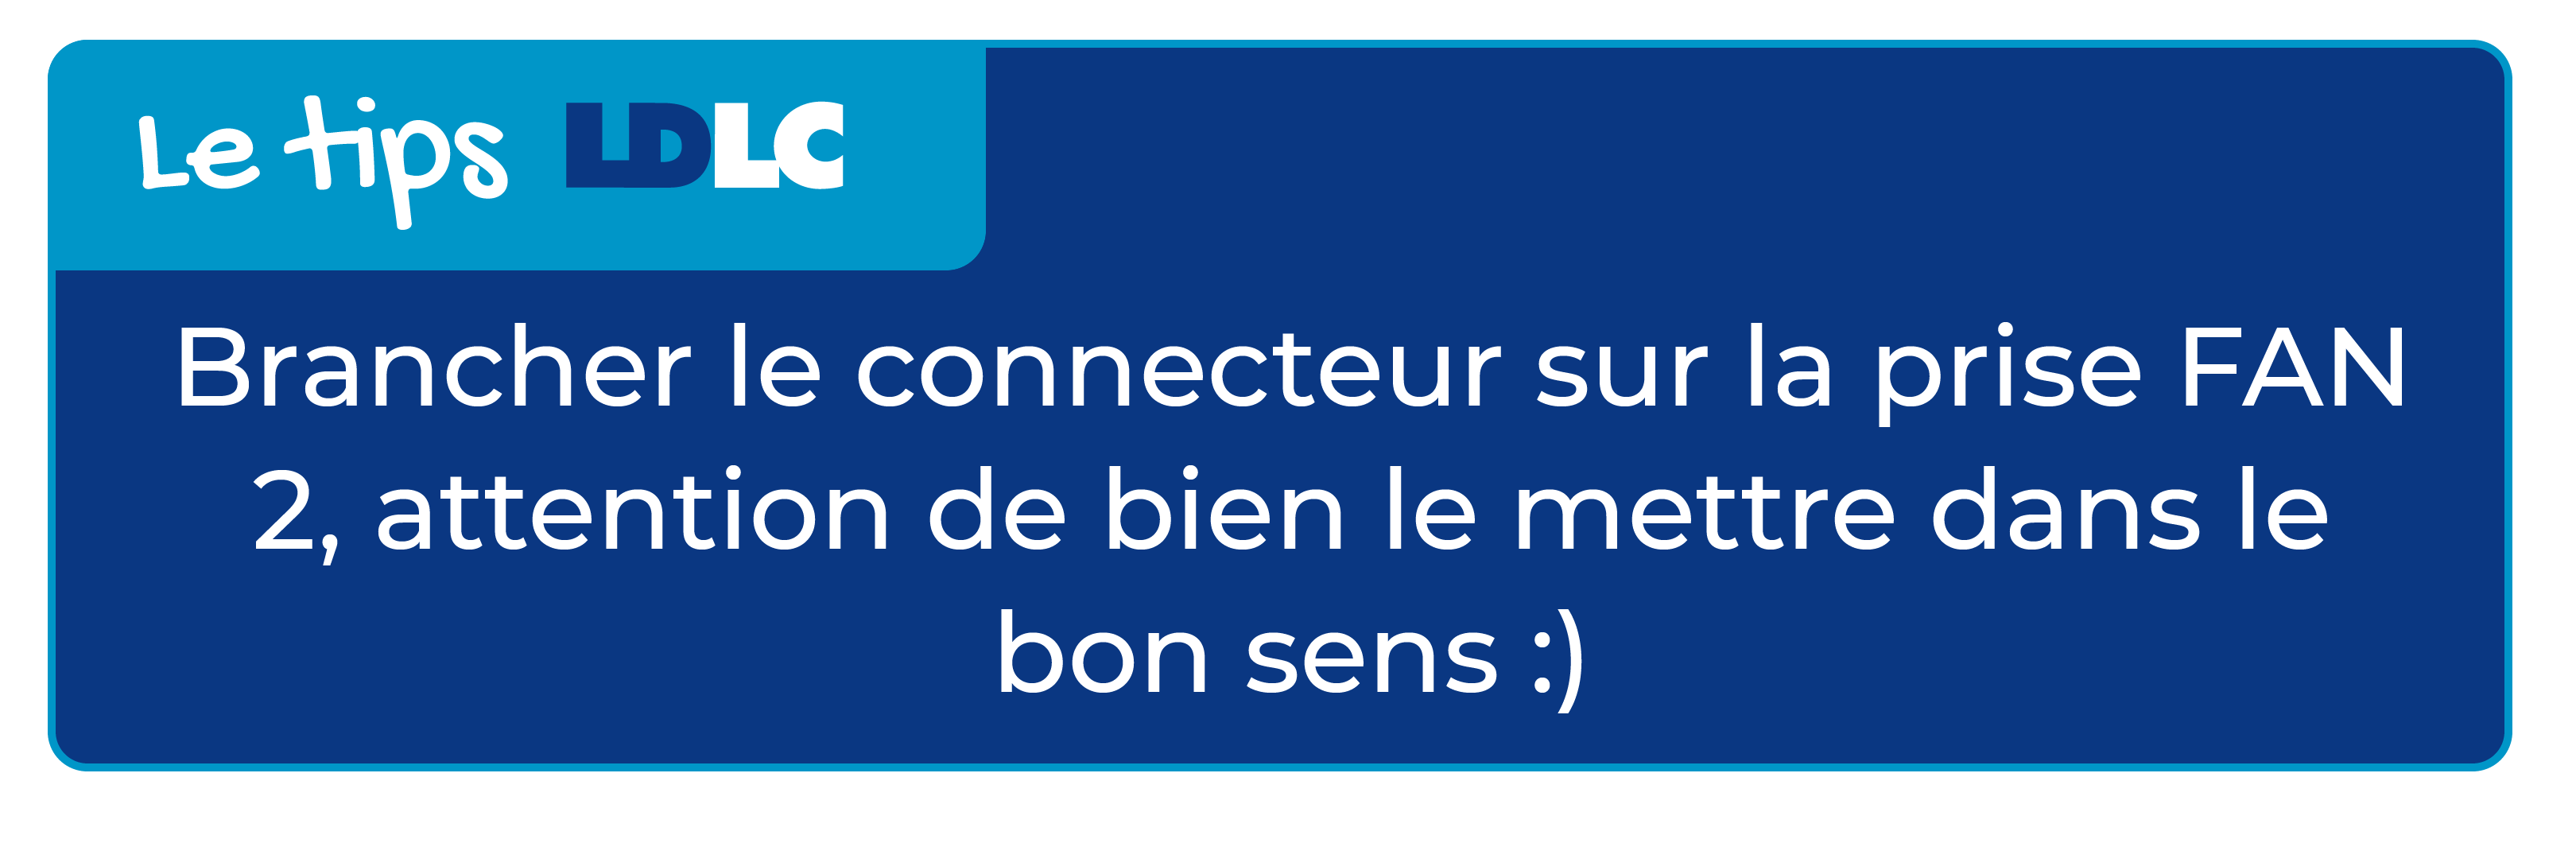 Le tips LDLC
Brancher le connecteur sur la prise FAN
2, attention de bien le mettre dans le
bon sens :)